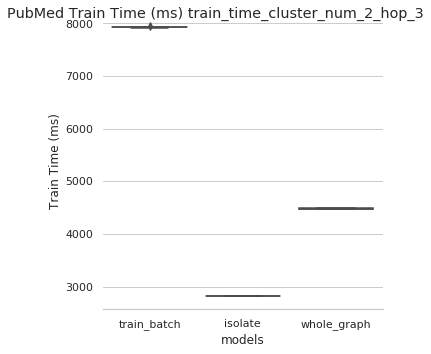 PubMed Train Time (ms) train_time_cluster_num_2_hop_3
8000
7000
6000
5000
4000
3000
Train Time (ms)
train_batch isolate whole_graph
models